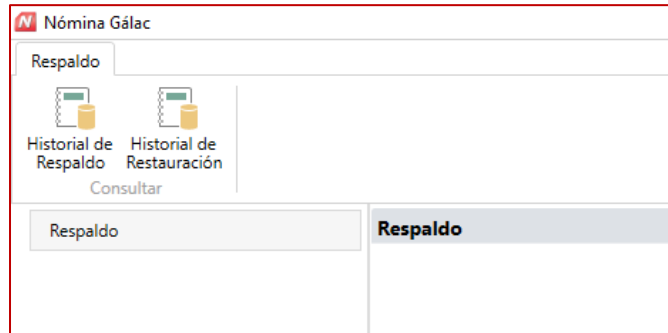 Nómina Gálac
Respaldo
Historial de Respaldo
Historial de Restauración
Consultar
Respaldo
Respaldo